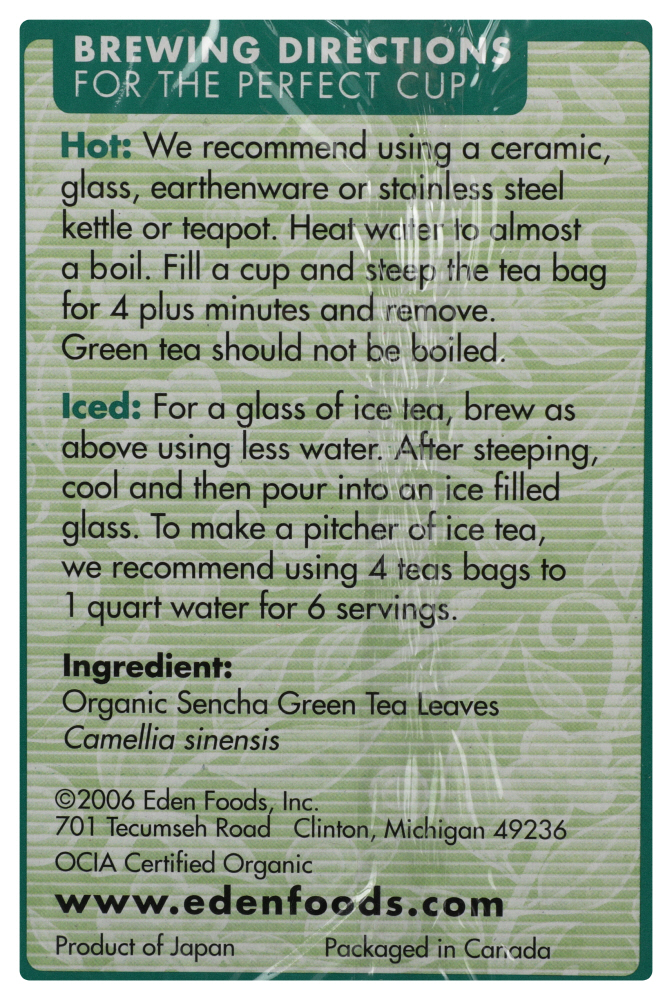 BREWING DIRECTIONS
FOR THE PERFECT CUP
Hot: We recommend using a ceramic,
glass, earthenware or stainless steel
kettle or teapot. Heat water to almost
a boil. Fill a cup and steep the tea bag
for 4 plus minutes and remove.
Green tea should not be boiled.
Iced: For a glass of ice tea, brew as
above using less water. After steeping,
cool and then pour into an ice filled
glass. To make a pitcher of ice tea,
we recommend using 4 teas bags to
1 quart water for 6 servings.
Ingredient:
Organic Sencha Green Tea Leaves
Camellia sinensis
©2006 Eden Foods, Inc.
701 Tecumseh Road Clinton, Michigan 49236
OCIA Certified Organic
www.edenfoods.com
Product of Japan Packaged in Canada